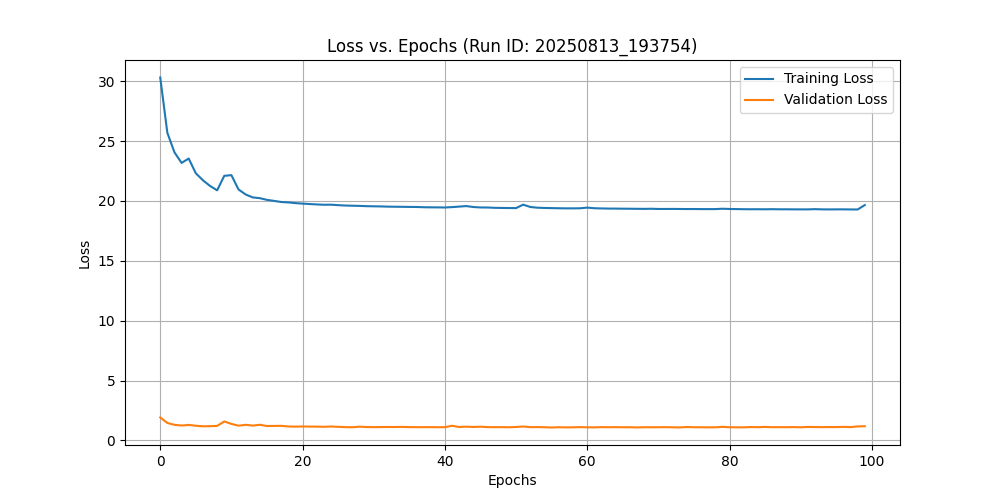 Loss vs. Epochs (Run ID: 20250813_193754)
Training Loss
Validation Loss
30
25
20
15
10
5
0
Loss
0 20 40 60 80 100
Epochs